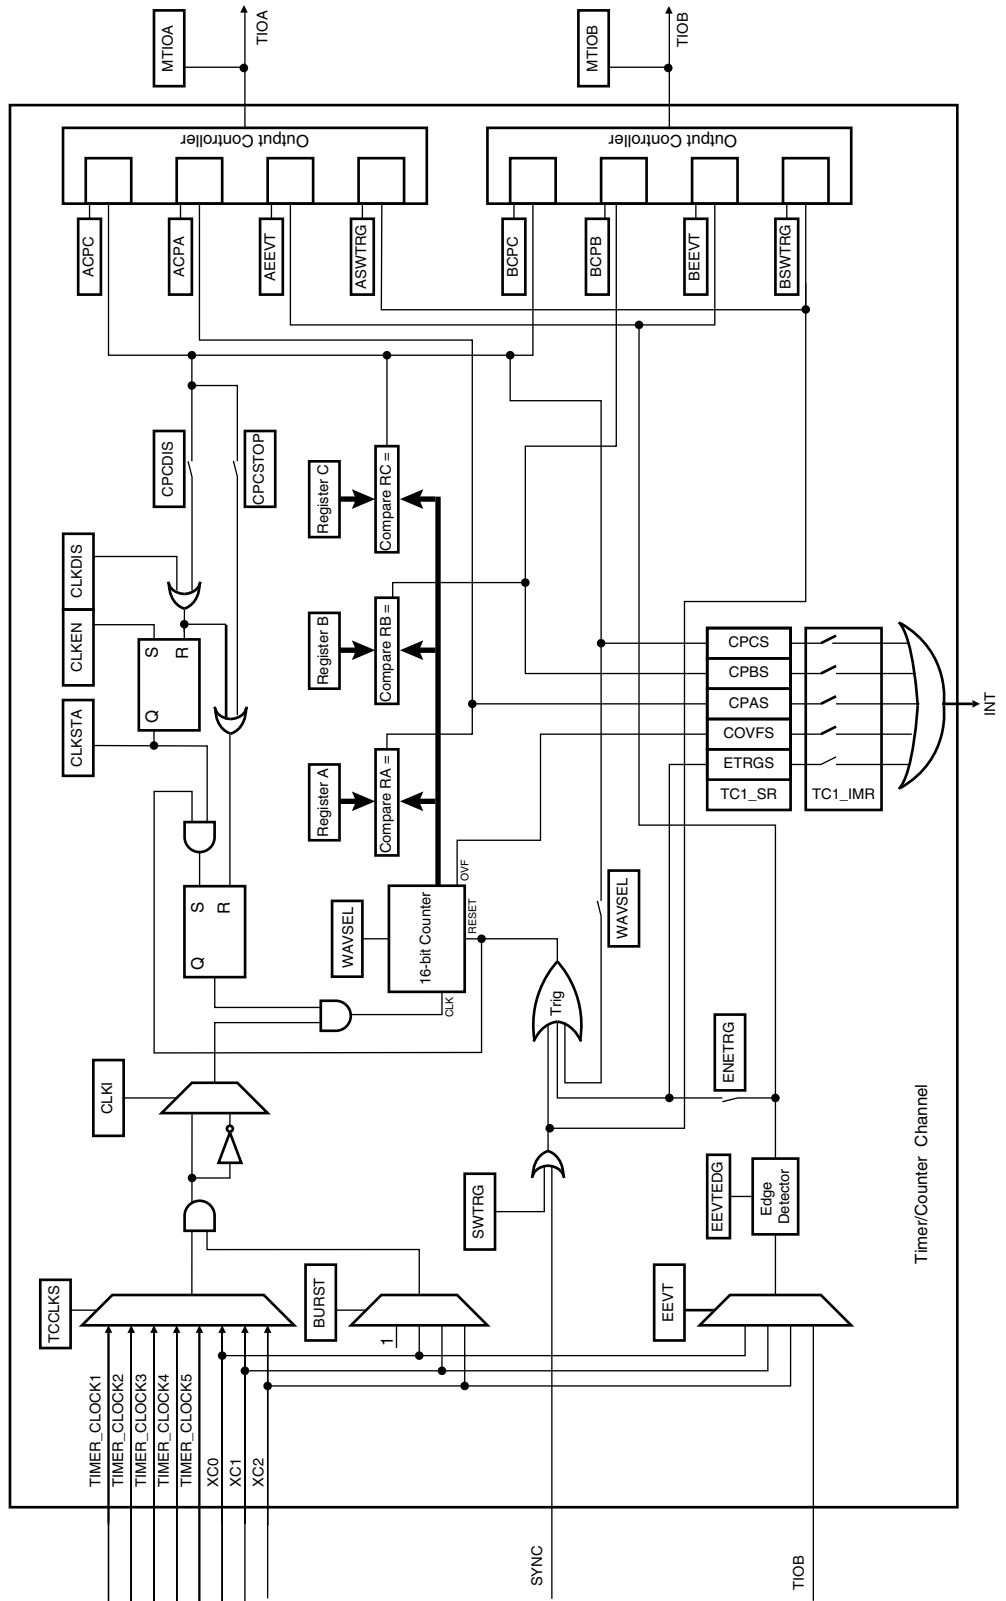 TIMER_CLOCK1
TIMER_CLOCK2
TIMER_CLOCK3
TIMER_CLOCK4
TIMER_CLOCK5
XC0
XC1
XC2
TCCLKS
CLKI
CLKSTA
CLKEN
CLKDIS
Q
S
R
Q
S
R
CPCDIS
CPCSTOP
BURST
1
WAVSEL
16-bit Counter
CLK
RESET
OVF
Register A
Register B
Register C
Compare RA =
Compare RB =
Compare RC =
ACPC
ACPA
AEEVT
ASWTRG
Output Controller
MTIOA
TIOA
SYNC
SWTRG
Trig
WAVSEL
BCPC
BCPB
BEEVT
BSWTRG
Output Controller
MTIOB
TIOB
TIOB
EEVT
EEVTEDG
Edge
Detector
ENETRG
CPCS
CPBS
CPAS
COVFS
ETRGS
TC1_SR
TC1_IMR
INT
Timer/Counter Channel